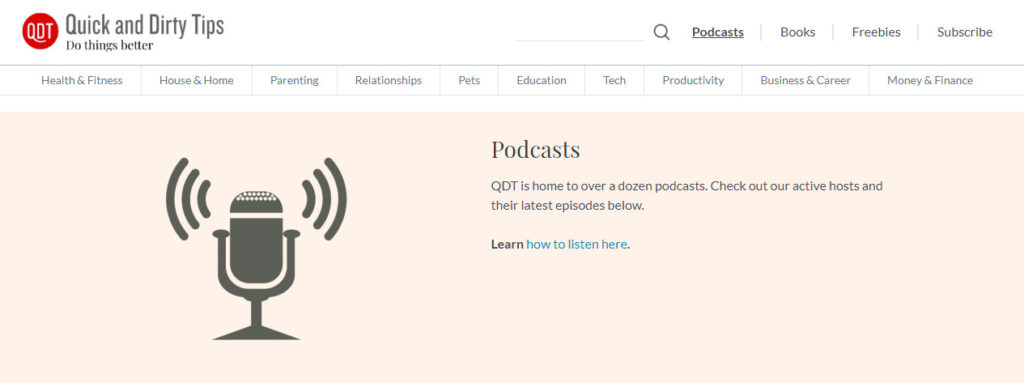 QDT Quick and Dirty Tips
Do things better
Podcasts Books Freebies Subscribe
Health & Fitness House & Home Parenting Relationships Pets Education Tech Productivity Business & Career Money & Finance
Podcasts
QDT is home to over a dozen podcasts. Check out our active hosts and
their latest episodes below.
Learn how to listen here.